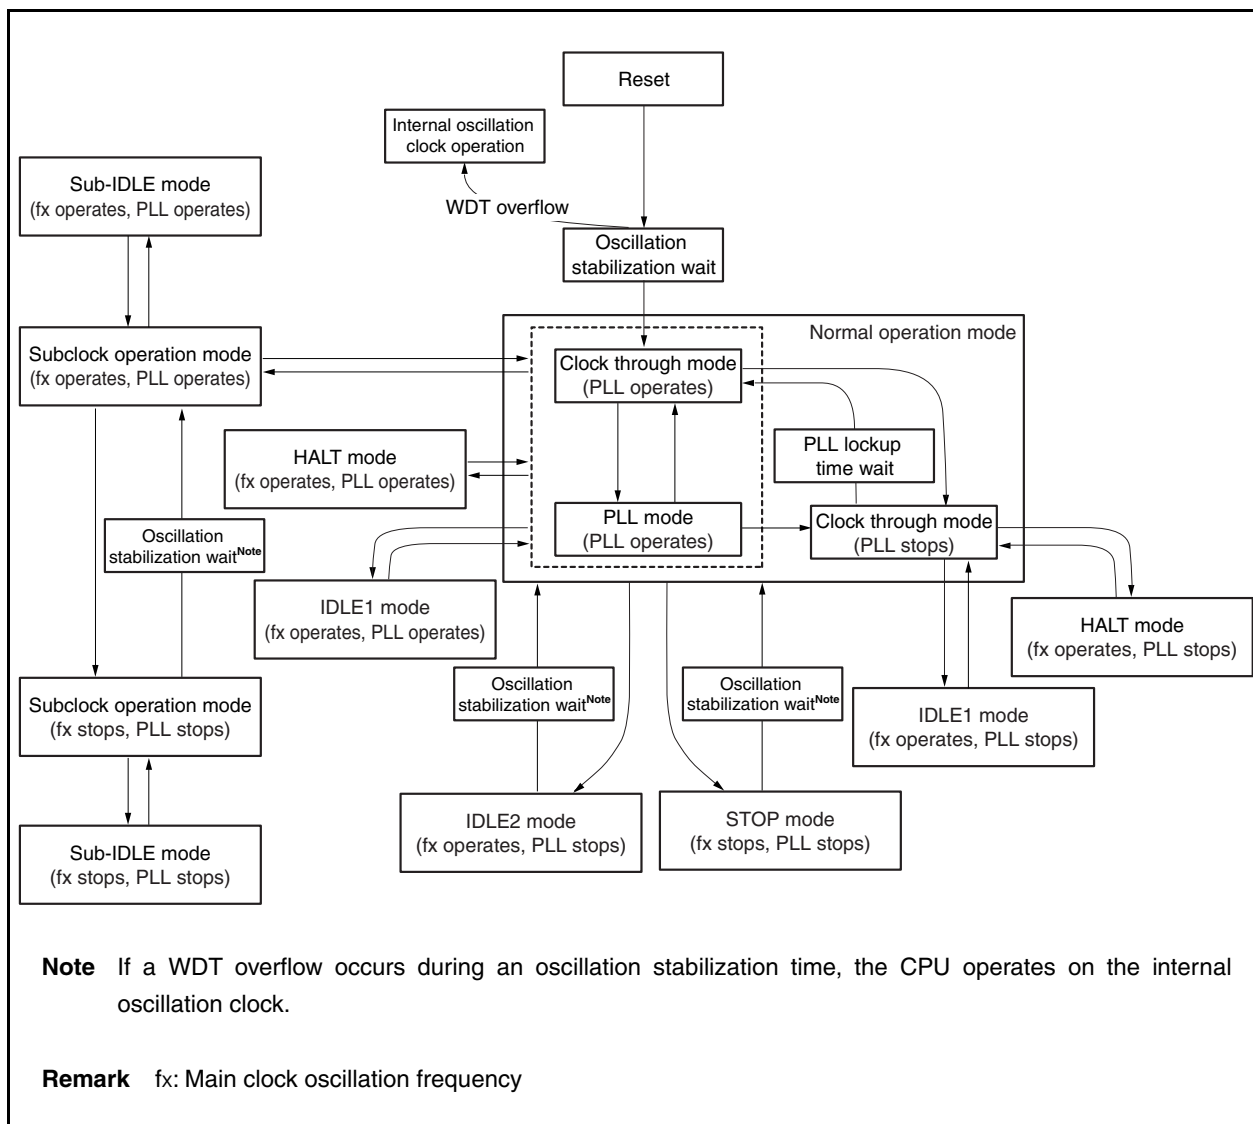 Reset
Internal oscillation
clock operation
WDT overflow
Oscillation
stabilization wait
Sub-IDLE mode
(fx operates, PLL operates)
Subclock operation mode
(fx operates, PLL operates)
Normal operation mode
Clock through mode
(PLL operates)
HALT mode
(fx operates, PLL operates)
PLL lockup
time wait
PLL mode
(PLL operates)
Clock through mode
(PLL stops)
Oscillation
stabilization waitNote
IDLE1 mode
(fx operates, PLL operates)
HALT mode
(fx operates, PLL stops)
Oscillation
stabilization waitNote
Oscillation
stabilization waitNote
Subclock operation mode
(fx stops, PLL stops)
IDLE1 mode
(fx operates, PLL stops)
IDLE2 mode
(fx operates, PLL stops)
STOP mode
(fx stops, PLL stops)
Sub-IDLE mode
(fx stops, PLL stops)
Note If a WDT overflow occurs during an oscillation stabilization time, the CPU operates on the internal
oscillation clock.
Remark fx: Main clock oscillation frequency